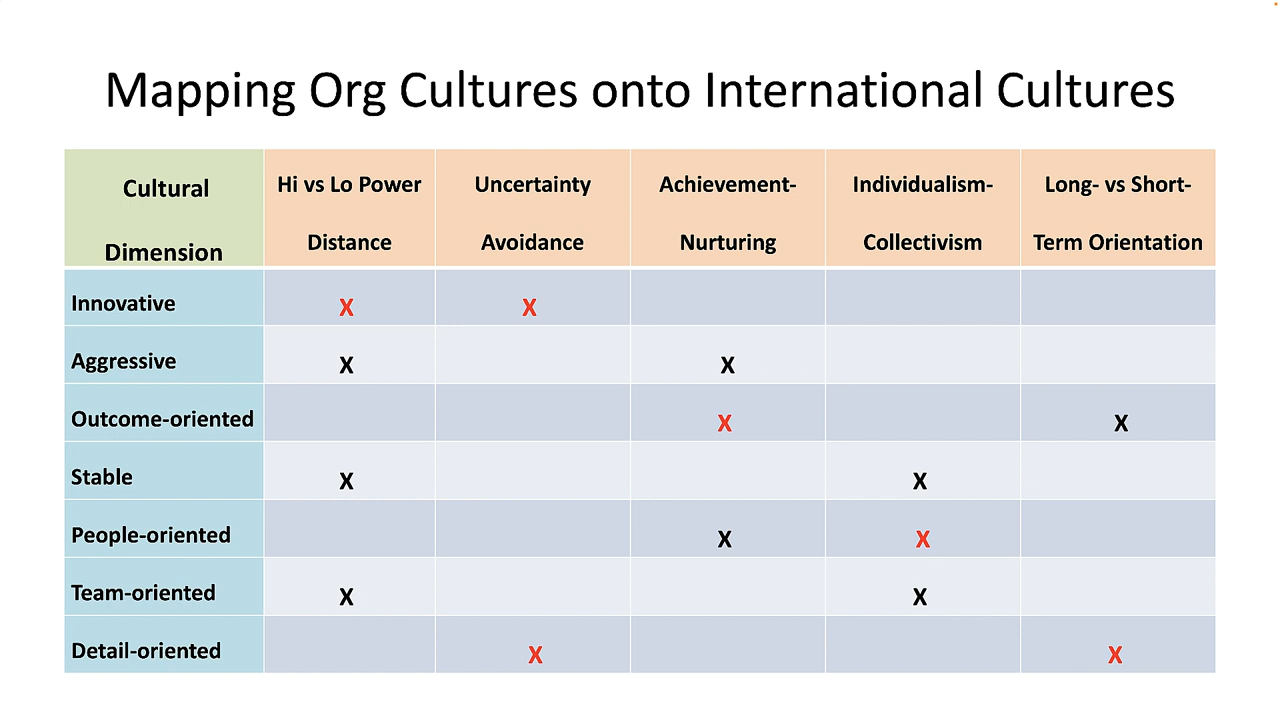 Mapping Org Cultures onto International Cultures
Cultural
Dimension
Hi vs Lo Power
Distance
Uncertainty
Avoidance
Achievement-
Nurturing
Individualism-
Collectivism
Long- vs Short-
Term Orientation
Innovative X X
Aggressive X X
Outcome-oriented X X
Stable X X
People-oriented X X
Team-oriented X X
Detail-oriented X X